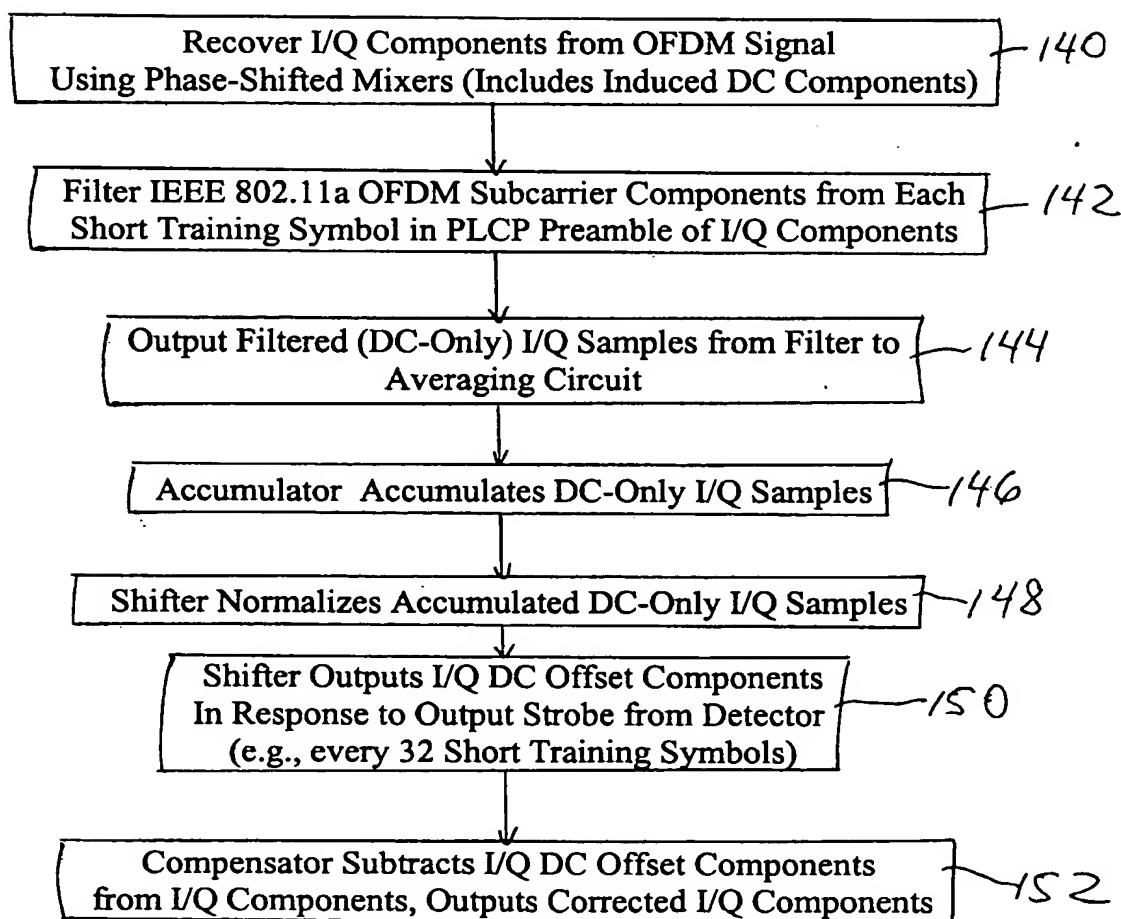 Recover I/Q Components from OFDM Signal
Using Phase-Shifted Mixers (Includes Induced DC Components)
140
Filter IEEE 802.11a OFDM Subcarrier Components from Each
Short Training Symbol in PLCP Preamble of I/Q Components
142
Output Filtered (DC-Only) I/Q Samples from Filter to
Averaging Circuit
144
Accumulator Accumulates DC-Only I/Q Samples
146
Shifter Normalizes Accumulated DC-Only I/Q Samples
148
Shifter Outputs I/Q DC Offset Components
In Response to Output Strobe from Detector
(e.g., every 32 Short Training Symbols)
150
Compensator Subtracts I/Q DC Offset Components
from I/Q Components, Outputs Corrected I/Q Components
152